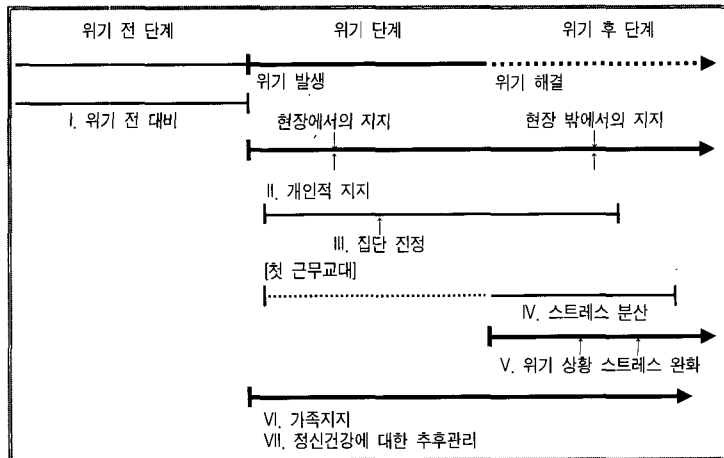 위기 전 단계 위기 단계 위기 후 단계
위기 발생 위기 해결
Ⅰ. 위기 전 대비 현장에서의 지지 현장 밖에서의 지지
Ⅱ. 개인적 지지
Ⅲ. 집단 진정
[첫 근무교대]
Ⅳ. 스트레스 분산
Ⅴ. 위기 상황 스트레스 완화
Ⅵ. 가족지지
Ⅶ. 정신건강에 대한 추후관리